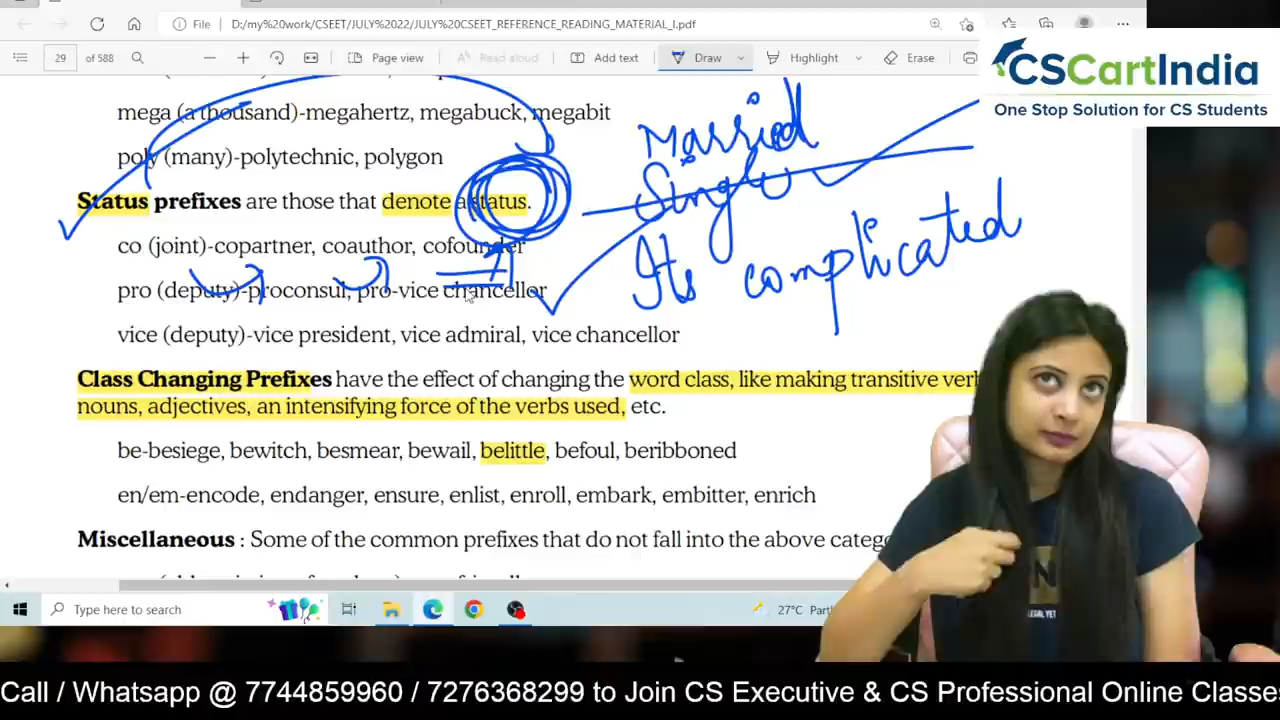 File
D:/my%20work/CSEET/JULY%2022/JULY%20CSEET_REFERENCE_READING_MATERIAL_I.pdf
29 of 588
Page view
Read aloud
Add text
Draw
Highlight
Erase
CSCartIndia
One Stop Solution for CS Students
mega (a thousand)-megahertz, megabuck, megabit
poly (many)-polytechnic, polygon
Status prefixes are those that denote a status.
co (joint)-copartner, coauthor, cofounder
pro (deputy)-proconsul, pro-vice chancellor
vice (deputy)-vice president, vice admiral, vice chancellor
Married
Single
Its complicated
Class Changing Prefixes have the effect of changing the word class, like making transitive verb
nouns, adjectives, an intensifying force of the verbs used, etc.
be-besiege, bewitch, besmear, bewail, belittle, befoul, beribboned
en/em-encode, endanger, ensure, enlist, enroll, embark, embitter, enrich
Miscellaneous : Some of the common prefixes that do not fall into the above catego
N
LEGAL YET
Type here to search
27°C Part
Call / Whatsapp @ 7744859960 / 7276368299 to Join CS Executive & CS Professional Online Classes